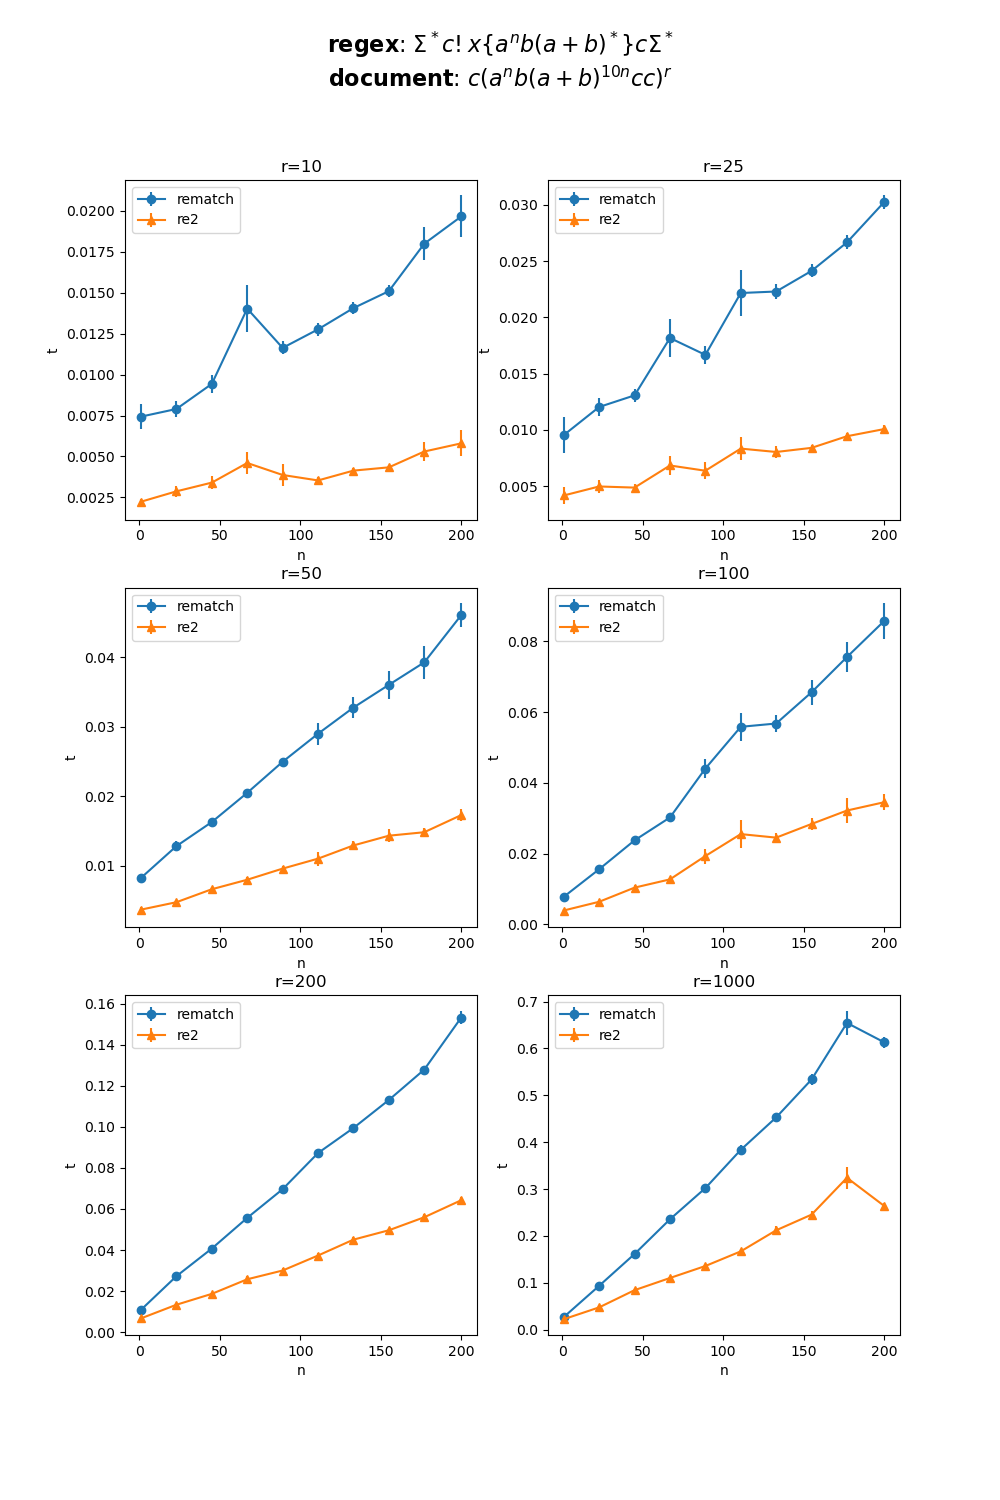 regex: Σ*c!x{aⁿb(a + b)*}cΣ*
document: c(aⁿb(a + b)¹⁰ⁿcc)ʳ
r=10
rematch
re2
0.0200
0.0175
0.0150
0.0125
0.0100
0.0075
0.0050
0.0025
t
0 50 100 150 200
n
r=25
rematch
re2
0.030
0.025
0.020
0.015
0.010
0.005
t
0 50 100 150 200
n
r=50
rematch
re2
0.04
0.03
0.02
0.01
t
0 50 100 150 200
n
r=100
rematch
re2
0.08
0.06
0.04
0.02
0.00
t
0 50 100 150 200
n
r=200
rematch
re2
0.16
0.14
0.12
0.10
0.08
0.06
0.04
0.02
0.00
t
0 50 100 150 200
n
r=1000
rematch
re2
0.7
0.6
0.5
0.4
0.3
0.2
0.1
0.0
t
0 50 100 150 200
n